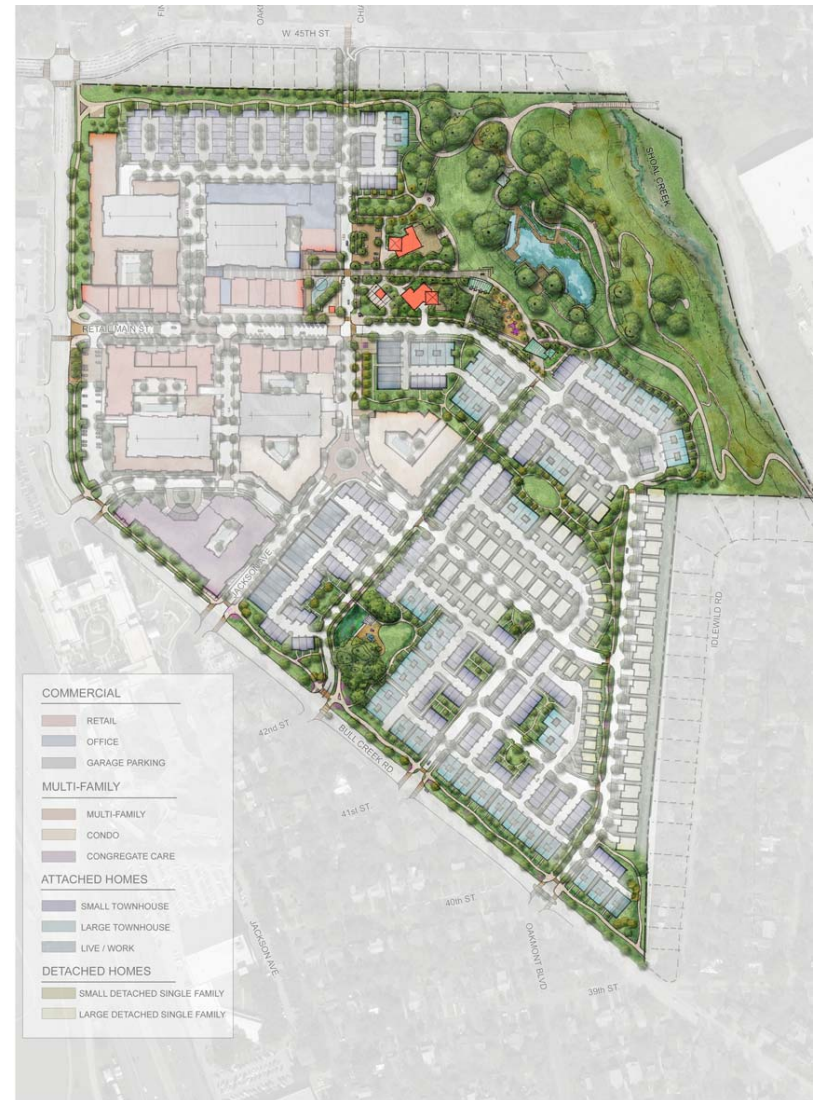 W. 45TH ST.
SHOAL CREEK
RETAIL MAIN ST.
JACKSON AVE
IDLEWILD RD
42nd ST.
BULL CREEK RD
41st ST.
40th ST.
OAKMONT BLVD
39th ST.
JACKSON AVE
COMMERCIAL
RETAIL
OFFICE
GARAGE PARKING
MULTI-FAMILY
MULTI-FAMILY
CONDO
CONGREGATE CARE
ATTACHED HOMES
SMALL TOWNHOUSE
LARGE TOWNHOUSE
LIVE / WORK
DETACHED HOMES
SMALL DETACHED SINGLE FAMILY
LARGE DETACHED SINGLE FAMILY